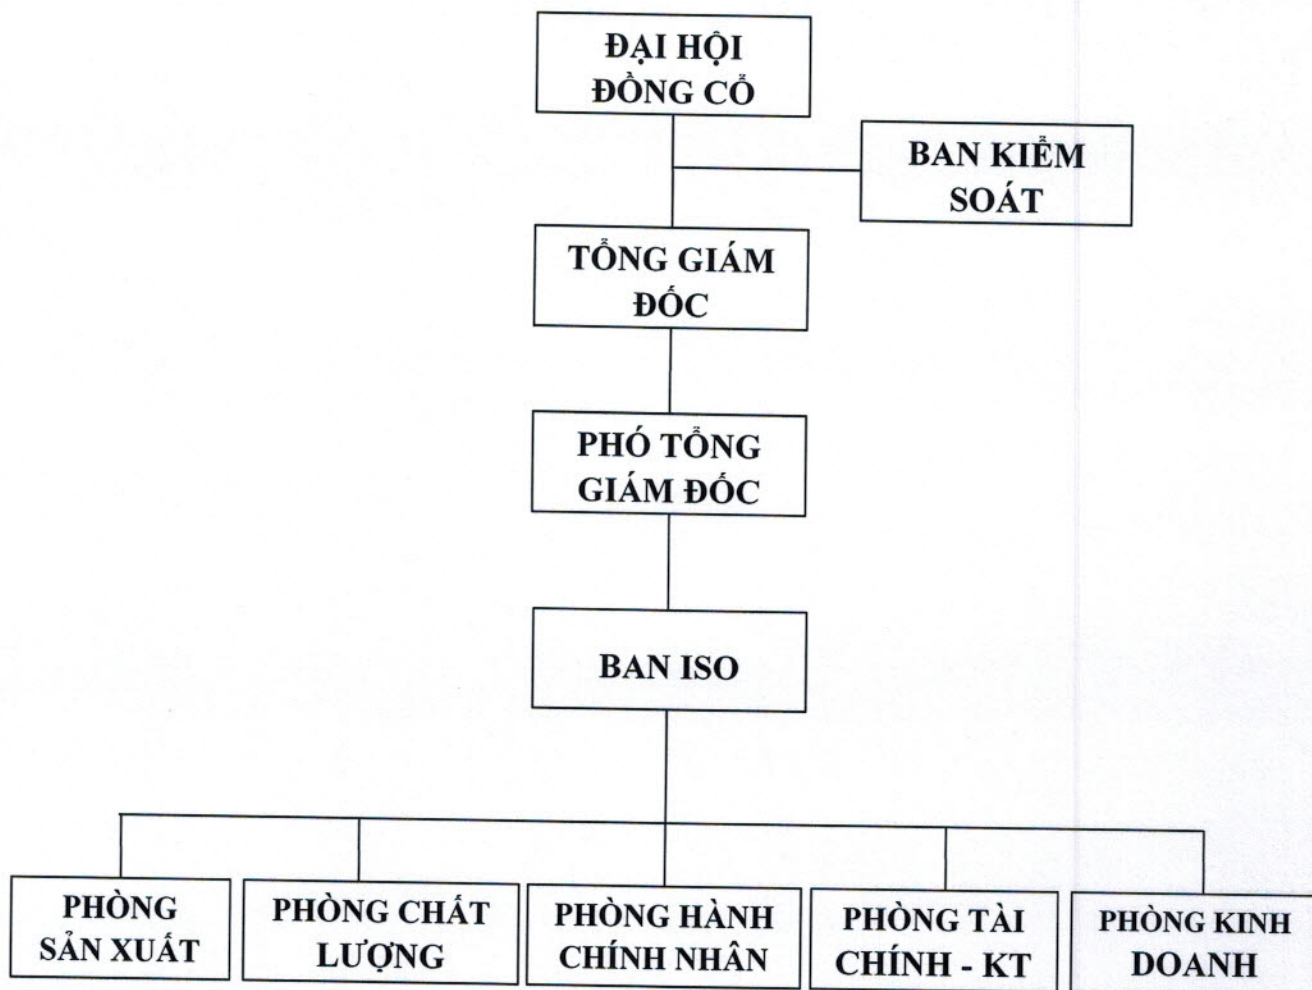 ĐẠI HỘI
ĐỒNG CỔ
BAN KIỂM
SOÁT
TỔNG GIÁM
ĐỐC
PHÓ TỔNG
GIÁM ĐỐC
BAN ISO
PHÒNG
SẢN XUẤT
PHÒNG CHẤT
LƯỢNG
PHÒNG HÀNH
CHÍNH NHÂN
PHÒNG TÀI
CHÍNH - KT
PHÒNG KINH
DOANH